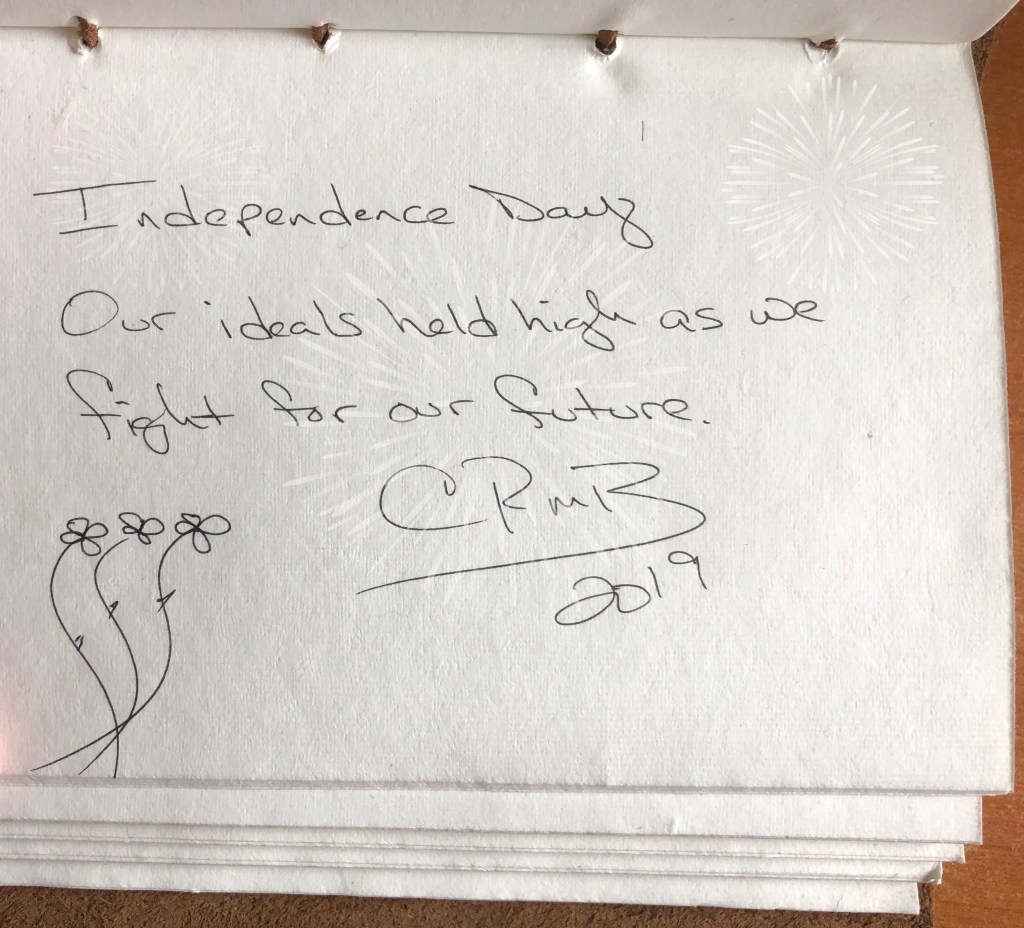 Independence Day
Our ideals held high as we
fight for our future.
CRmB
2019